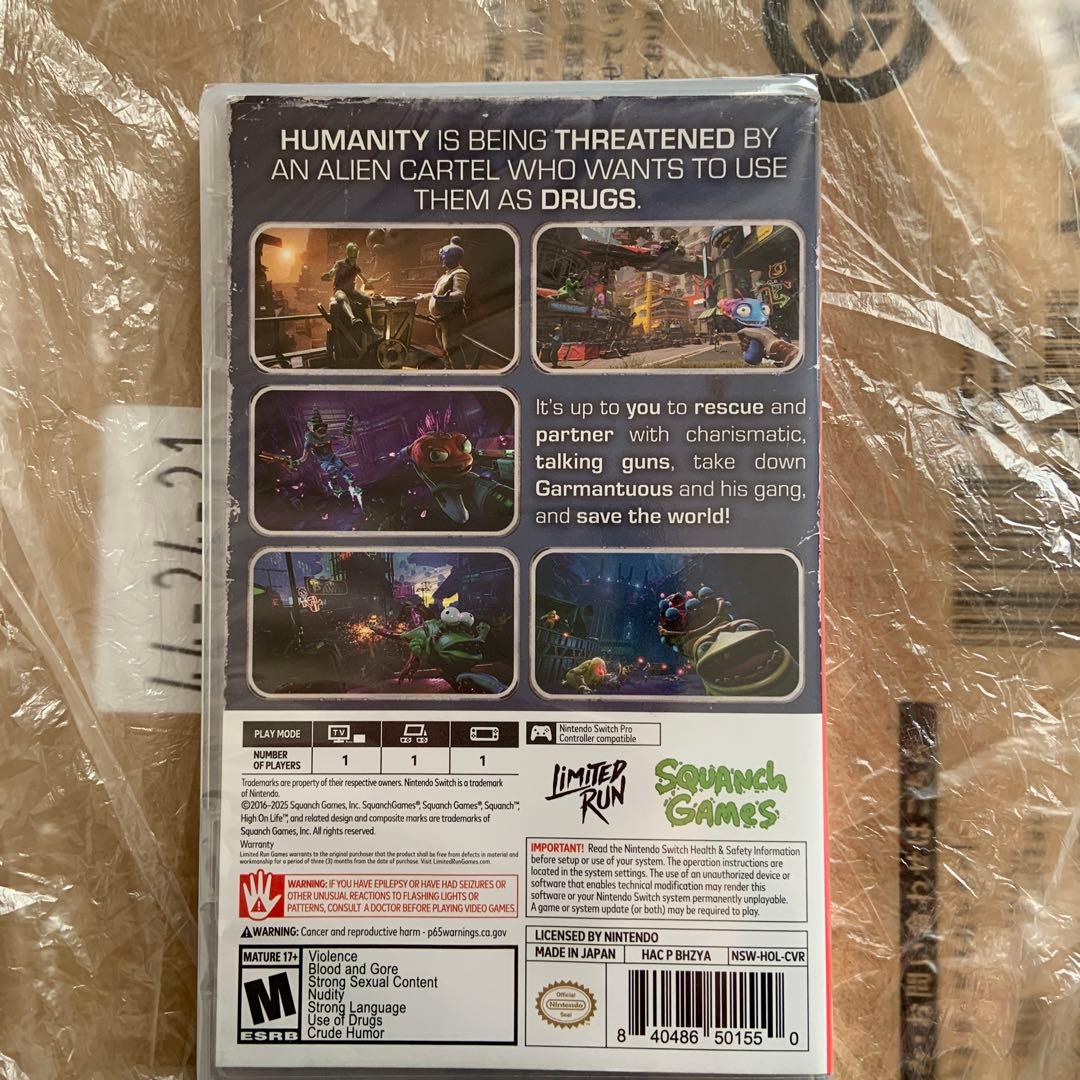 HUMANITY IS BEING THREATENED BY
AN ALIEN CARTEL WHO WANTS TO USE
THEM AS DRUGS.
It's up to you to rescue and
partner with charismatic,
talking guns, take down
Garmantuous and his gang,
and save the world!
PLAY MODE TV
NUMBER
OF PLAYERS 1 1 1
Nintendo Switch Pro
Controller compatible
Trademarks are property of their respective owners. Nintendo Switch is a trademark
of Nintendo.
©2016-2025 Squanch Games, Inc. SquanchGames®, Squanch Games®, Squanch™,
High On Life™, and related design and composite marks are trademarks of
Squanch Games, Inc. All rights reserved.
Warranty
Limited Run Games warrants to the original purchaser that the product shall be free from defects in material and
workmanship for a period of three (3) months from the date of purchase. Visit LimitedRunGames.com.
LIMITED
RUN
SQUANCH
GAMES
WARNING: IF YOU HAVE EPILEPSY OR HAVE HAD SEIZURES OR
OTHER UNUSUAL REACTIONS TO FLASHING LIGHTS OR
PATTERNS, CONSULT A DOCTOR BEFORE PLAYING VIDEO GAMES.
WARNING: Cancer and reproductive harm - p65warnings.ca.gov
IMPORTANT! Read the Nintendo Switch Health & Safety Information
before setup or use of your system. The operation instructions are
located in the system settings. The use of an unauthorized device or
software that enables technical modification may render this
software or your Nintendo Switch system permanently unplayable.
A game or system update (or both) may be required to play.
MATURE 17+
M
ESRB
Violence
Blood and Gore
Strong Sexual Content
Nudity
Strong Language
Use of Drugs
Crude Humor
LICENSED BY NINTENDO
MADE IN JAPAN HAC P BHZYA NSW-HOL-CVR
Official
Nintendo
Seal
8 40486 50155 0